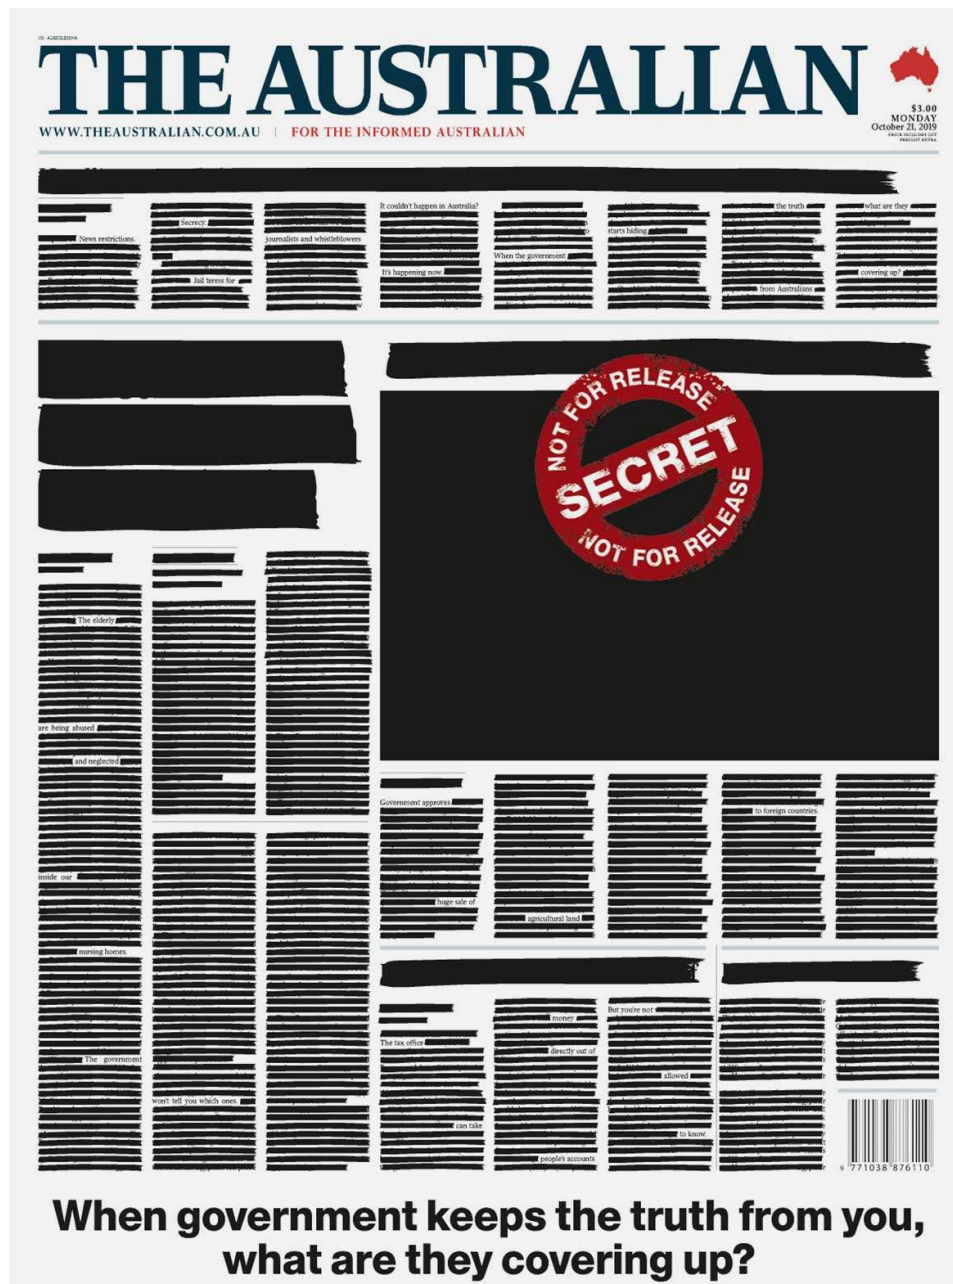 THE AUSTRALIAN
$3.00
MONDAY
October 21, 2019
PRICE INCLUDES GST
FREIGHT EXTRA
WWW.THEAUSTRALIAN.COM.AU | FOR THE INFORMED AUSTRALIAN
News restrictions.
Secrecy.
Jail terms for
journalists and whistleblowers
It couldn't happen in Australia?
It's happening now.
When the government
starts hiding
the truth
from Australians
what are they
covering up?
NOT FOR RELEASE
SECRET
NOT FOR RELEASE
The elderly
are being abused
and neglected
inside our
nursing homes.
The government
won't tell you which ones.
Government approves
huge sale of
agricultural land
to foreign countries.
The tax office
can take
money
directly out of
people's accounts
But you're not
allowed
to know.
9 771038 876110
When government keeps the truth from you,
what are they covering up?